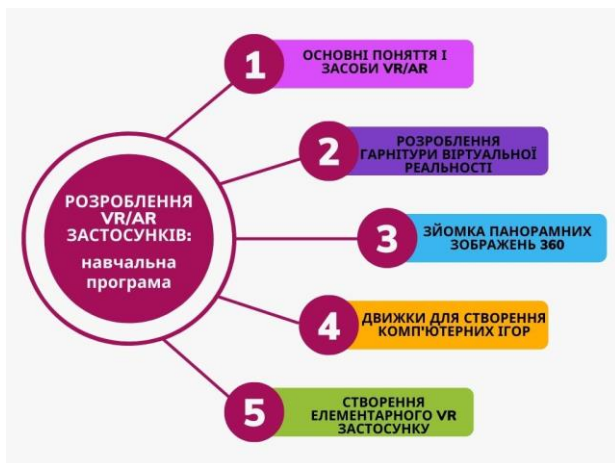 РОЗРОБЛЕННЯ
VR/AR
ЗАСТОСУНКІВ:
навчальна
програма
1
ОСНОВНІ ПОНЯТТЯ І
ЗАСОБИ VR/AR
2
РОЗРОБЛЕННЯ
ГАРНІТУРИ ВІРТУАЛЬНОЇ
РЕАЛЬНОСТІ
3
ЗЙОМКА ПАНОРАМНИХ
ЗОБРАЖЕНЬ 360
4
ДВИЖКИ ДЛЯ СТВОРЕННЯ
КОМП'ЮТЕРНИХ ІГОР
5
СТВОРЕННЯ
ЕЛЕМЕНТАРНОГО VR
ЗАСТОСУНКУ